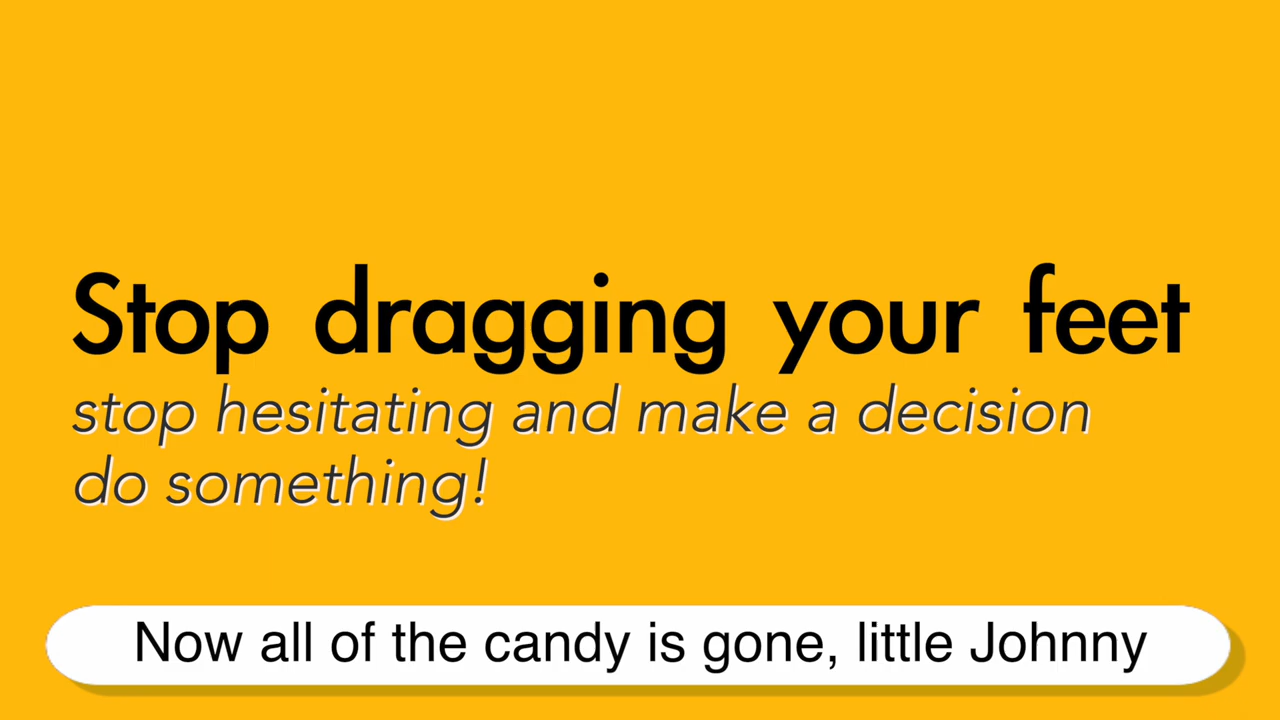 Stop dragging your feet
stop hesitating and make a decision
do something!
Now all of the candy is gone, little Johnny